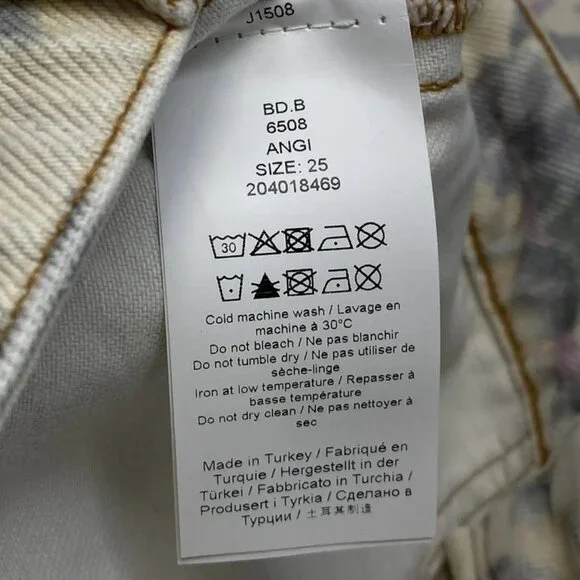 J1508
BD.B
6508
ANGI
SIZE: 25
204018469
30
Cold machine wash / Lavage en
machine à 30°C
Do not bleach / Ne pas blanchir
Do not tumble dry / Ne pas utiliser de
sèche-linge
Iron at low temperature / Repasser à
basse température
Do not dry clean / Ne pas nettoyer à
sec
Made in Turkey / Fabriqué en
Turquie / Hergestellt in der
Türkei / Fabbricato in Turchia /
Produsert i Tyrkia / Сделано в
Турции / 土耳其制造